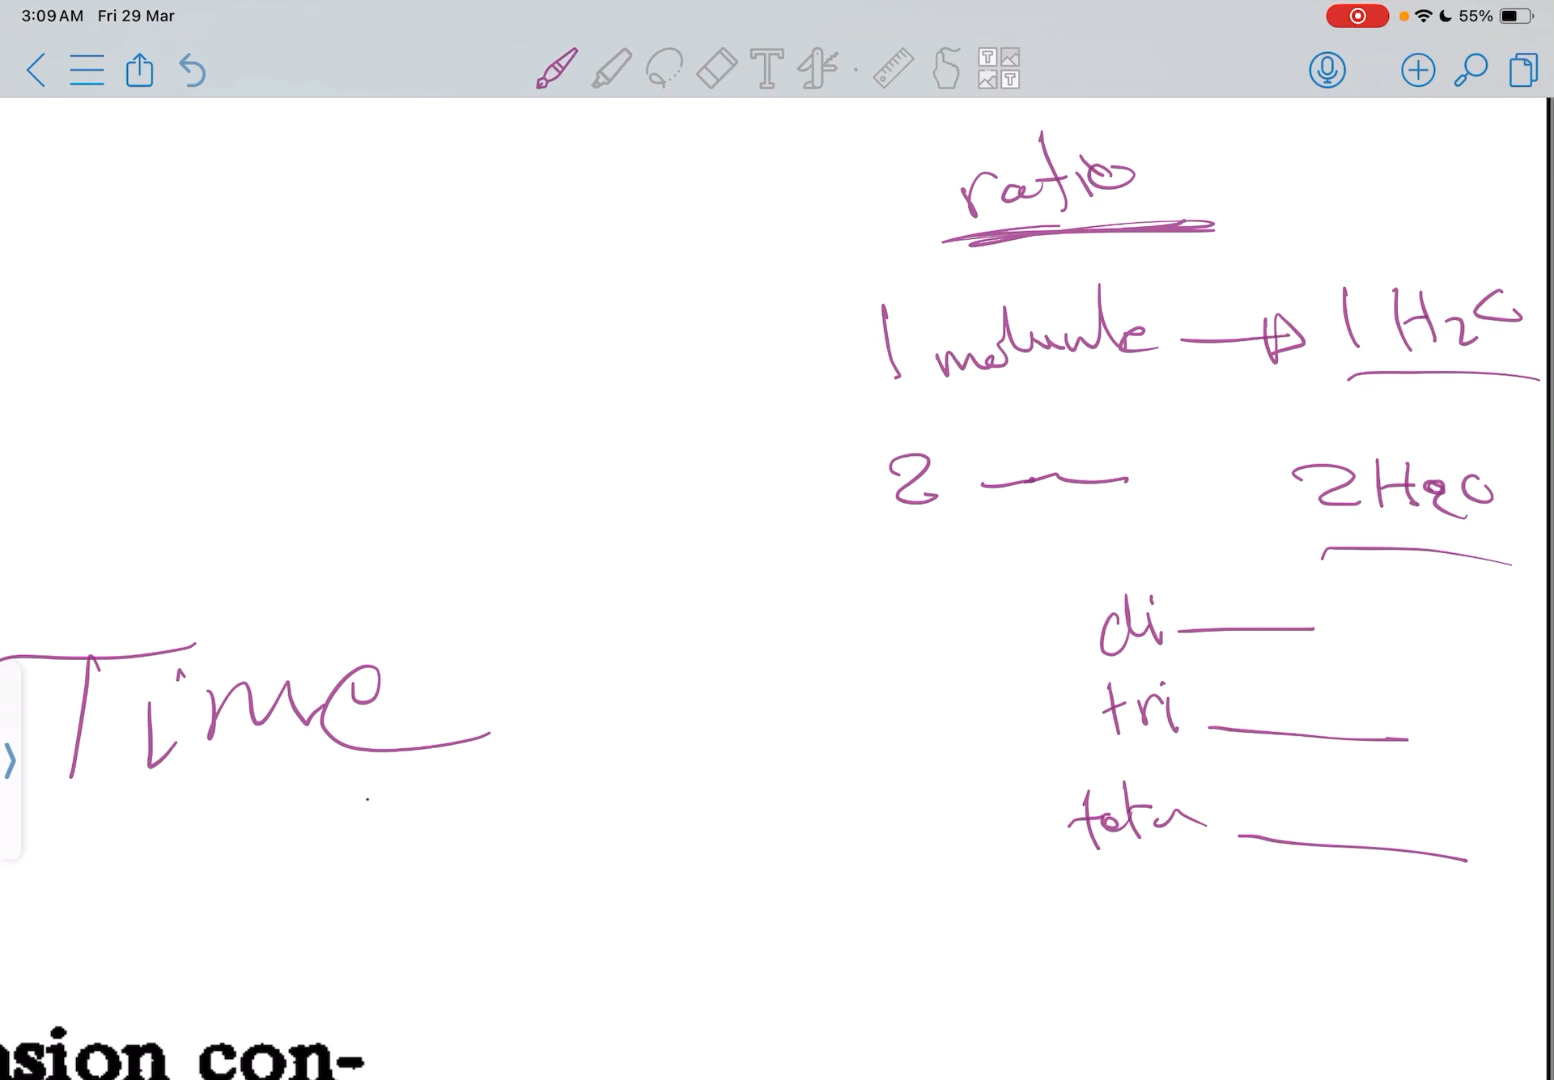 3:09 AM Fri 29 Mar
55%
ratio
1 molecule → 1 H₂O
2 — 2H₂O
di —
tri —
tetra —
Time
sion con-